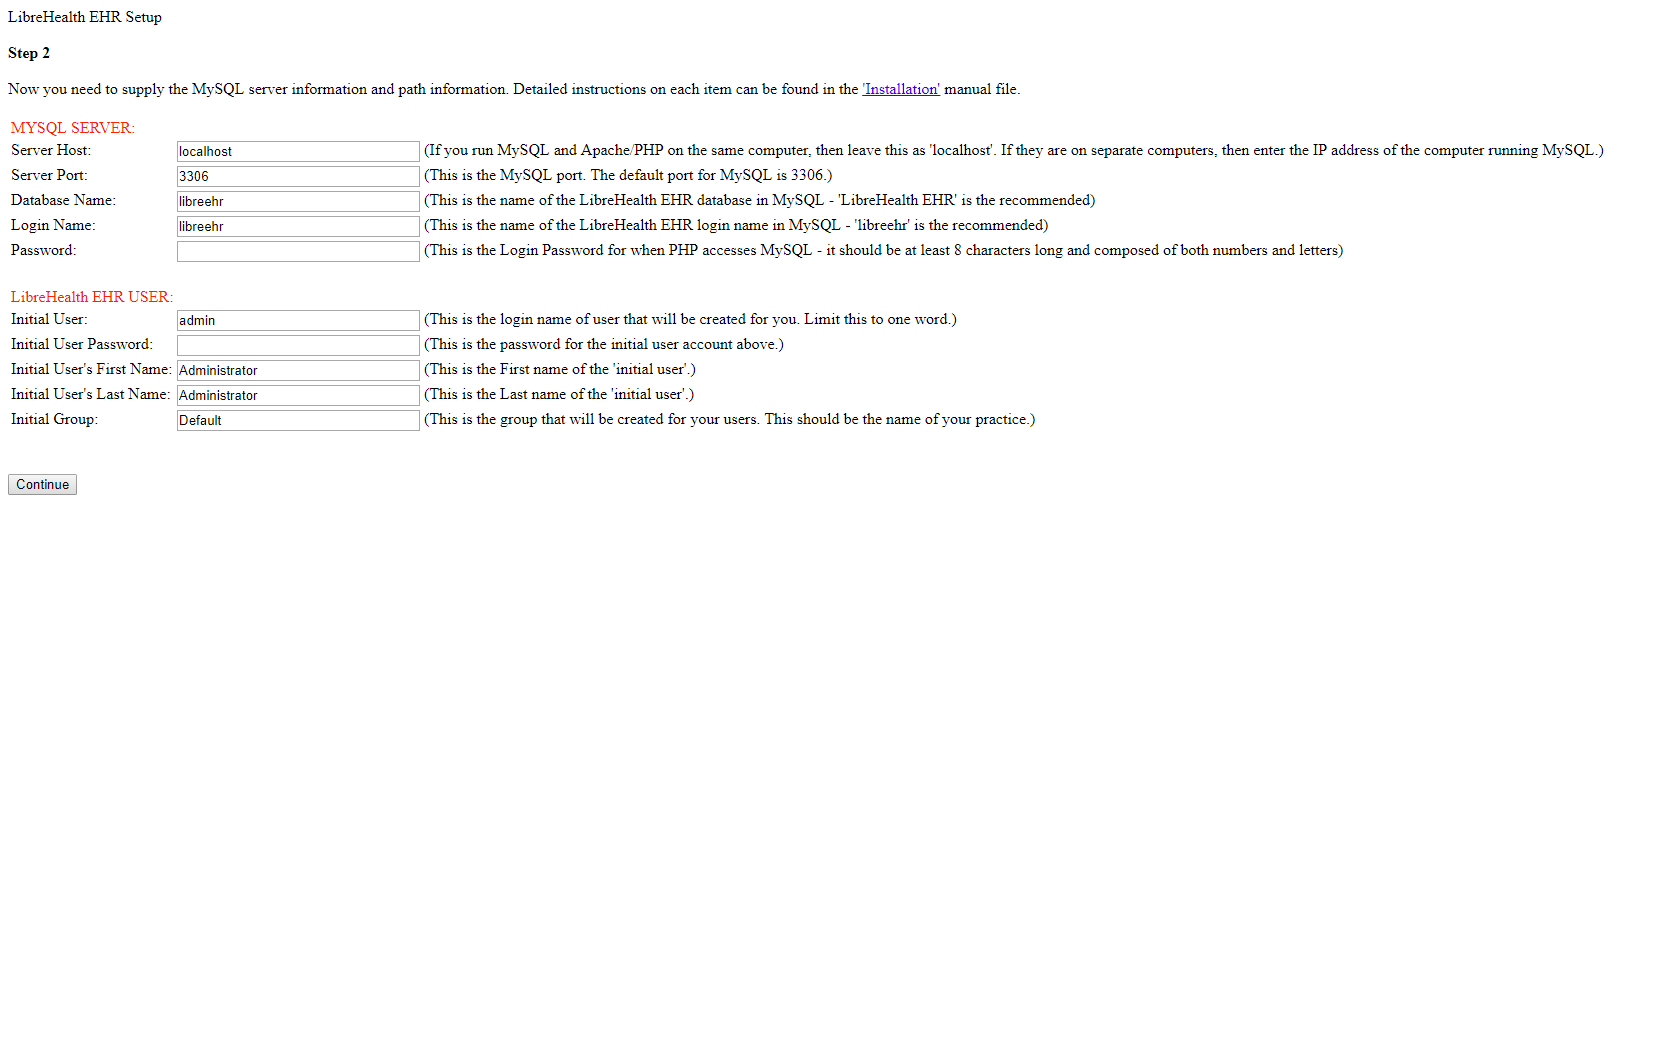 LibreHealth EHR Setup
Step 2
Now you need to supply the MySQL server information and path information. Detailed instructions on each item can be found in the 'Installation' manual file.
MYSQL SERVER:
Server Host: localhost (If you run MySQL and Apache/PHP on the same computer, then leave this as 'localhost'. If they are on separate computers, then enter the IP address of the computer running MySQL.)
Server Port: 3306 (This is the MySQL port. The default port for MySQL is 3306.)
Database Name: libreehr (This is the name of the LibreHealth EHR database in MySQL - 'LibreHealth EHR' is the recommended)
Login Name: libreehr (This is the name of the LibreHealth EHR login name in MySQL - 'libreehr' is the recommended)
Password: (This is the Login Password for when PHP accesses MySQL - it should be at least 8 characters long and composed of both numbers and letters)
LibreHealth EHR USER:
Initial User: admin (This is the login name of user that will be created for you. Limit this to one word.)
Initial User Password: (This is the password for the initial user account above.)
Initial User's First Name: Administrator (This is the First name of the 'initial user'.)
Initial User's Last Name: Administrator (This is the Last name of the 'initial user'.)
Initial Group: Default (This is the group that will be created for your users. This should be the name of your practice.)
Continue